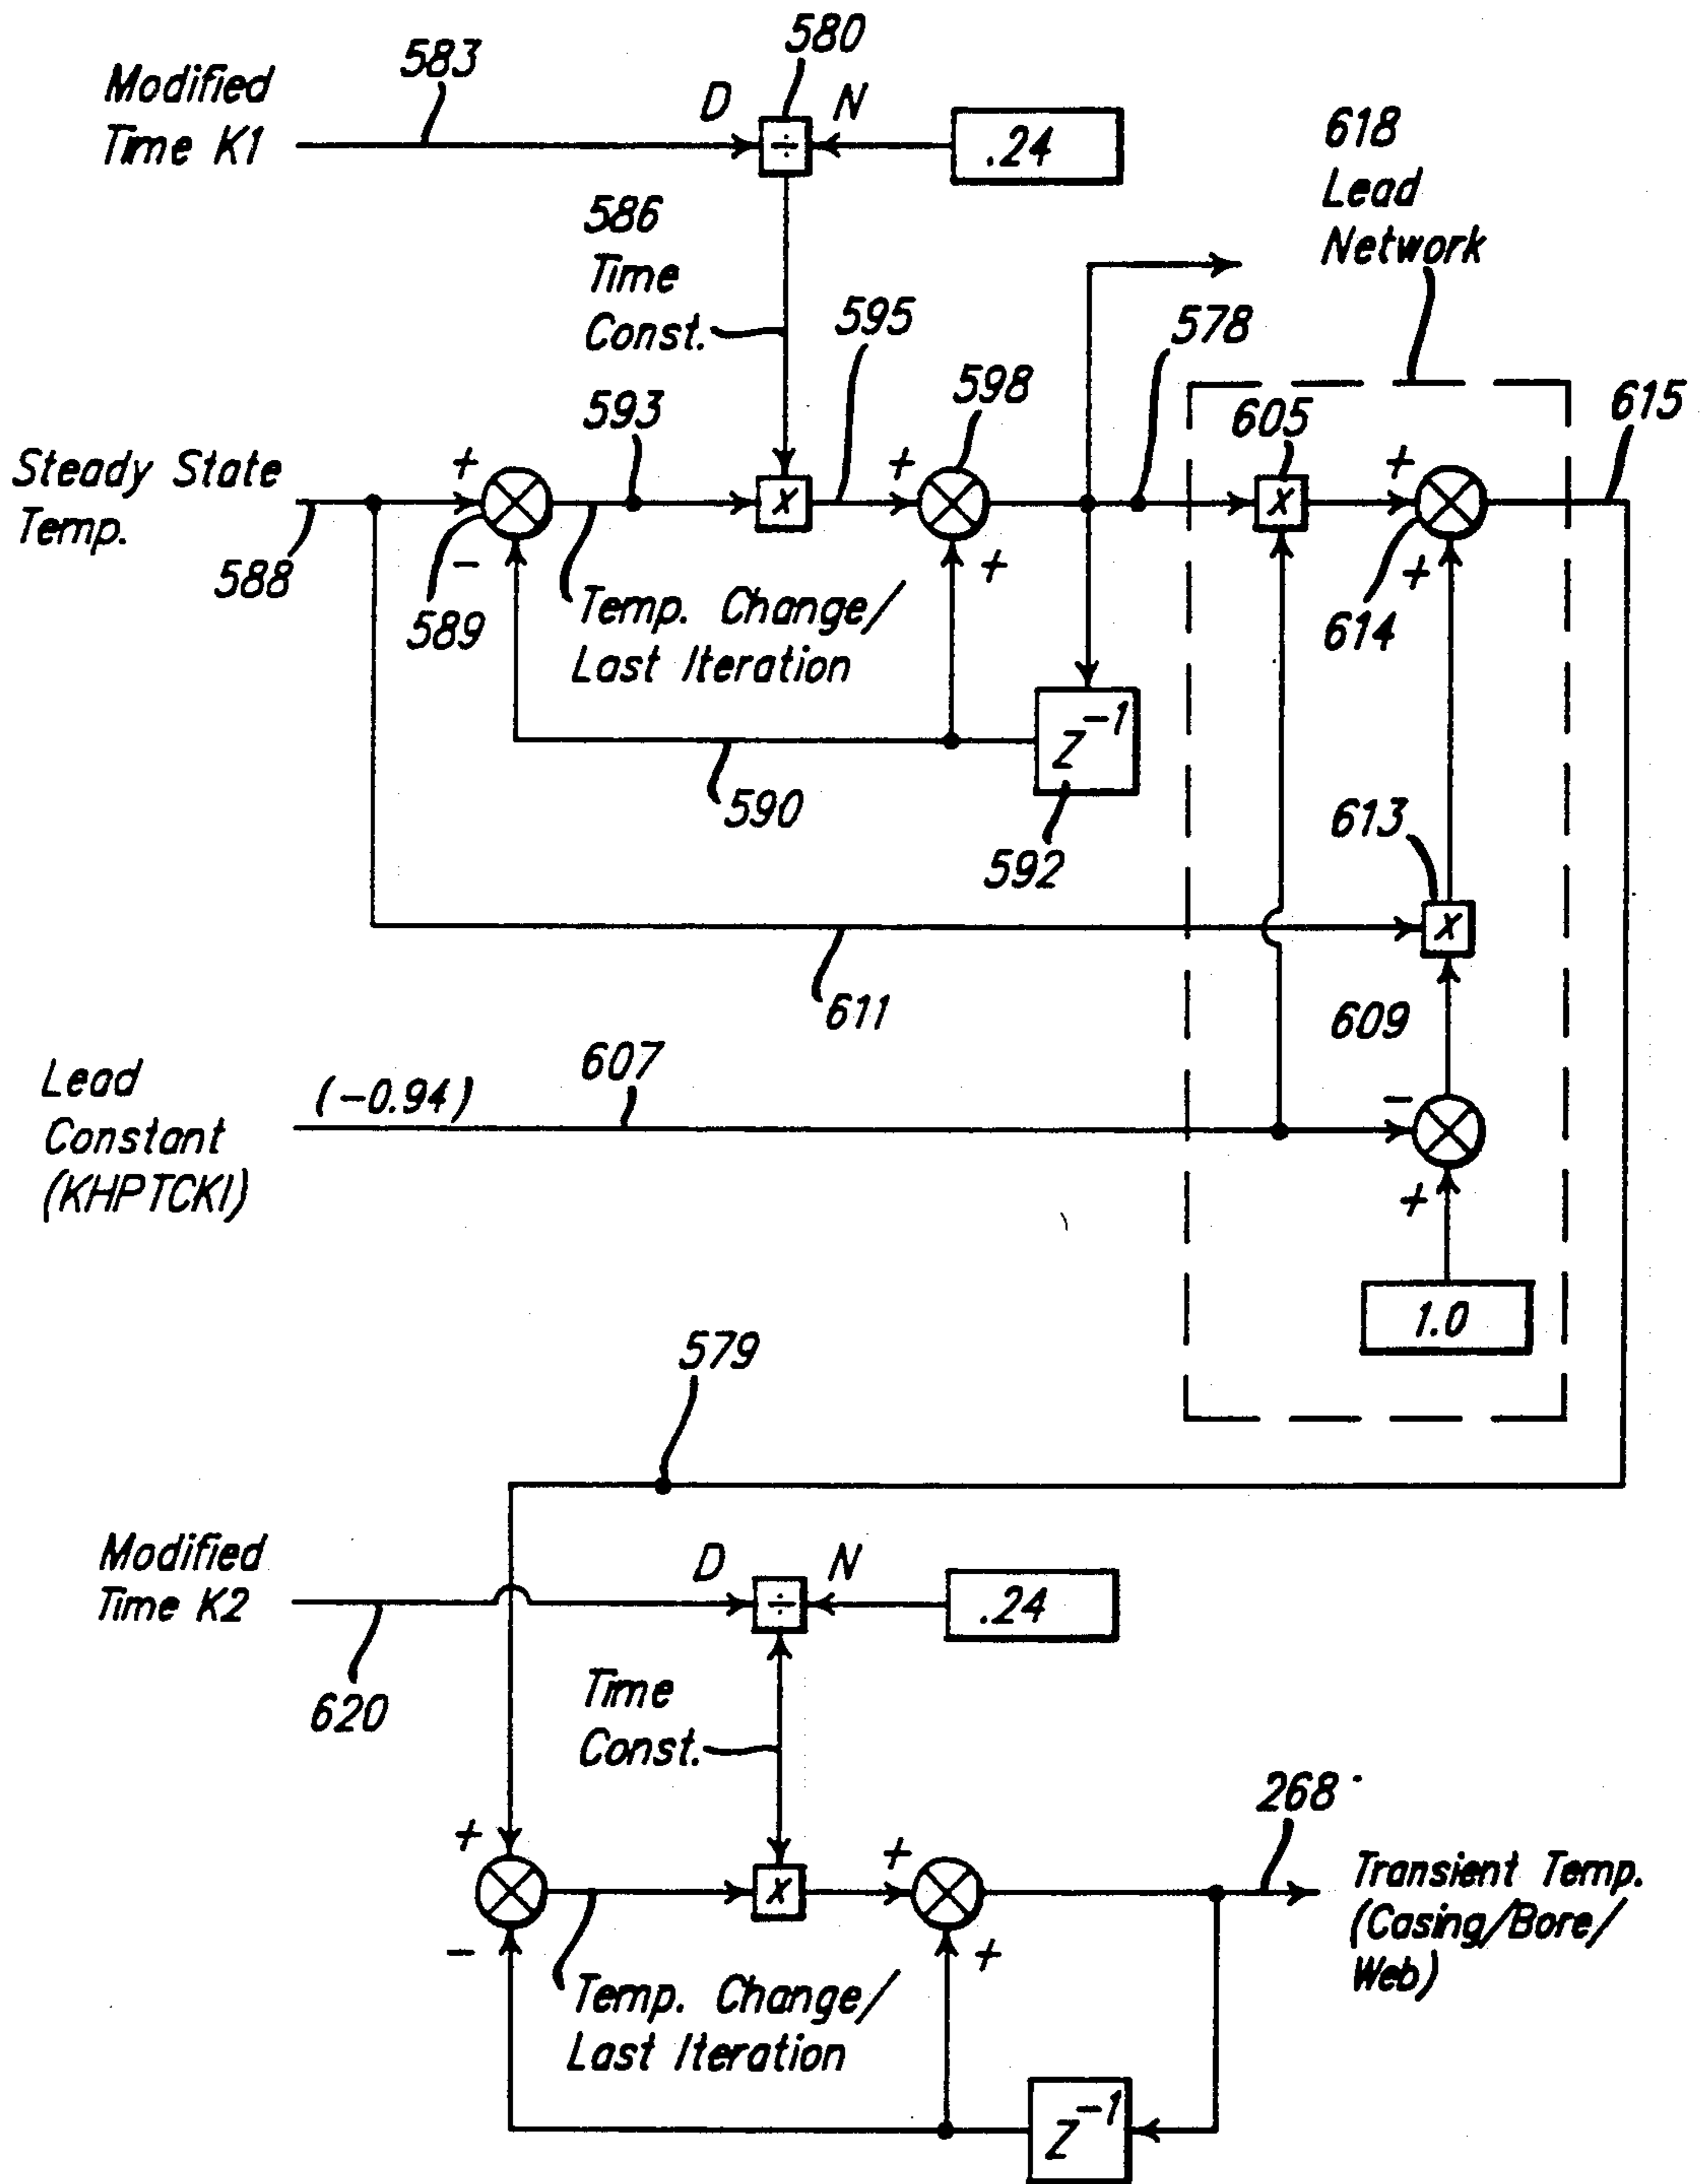 580
583
Modified
Time K1
D
N
÷
.24
618
Lead
Network
586
Time
Const.
595
578
598
593
605
615
Steady State
Temp.
+
X
+
X
+
588
-
589
+
+
614
Temp. Change/
Last Iteration
Z-1
590
592
613
X
611
609
Lead
Constant
(KHPTCKI)
(-0.94)
607
-
+
1.0
579
Modified
Time K2
D
N
÷
.24
620
Time
Const.
268
+
X
+
Transient Temp.
(Casing/Bore/
Web)
-
+
Temp. Change/
Last Iteration
Z-1